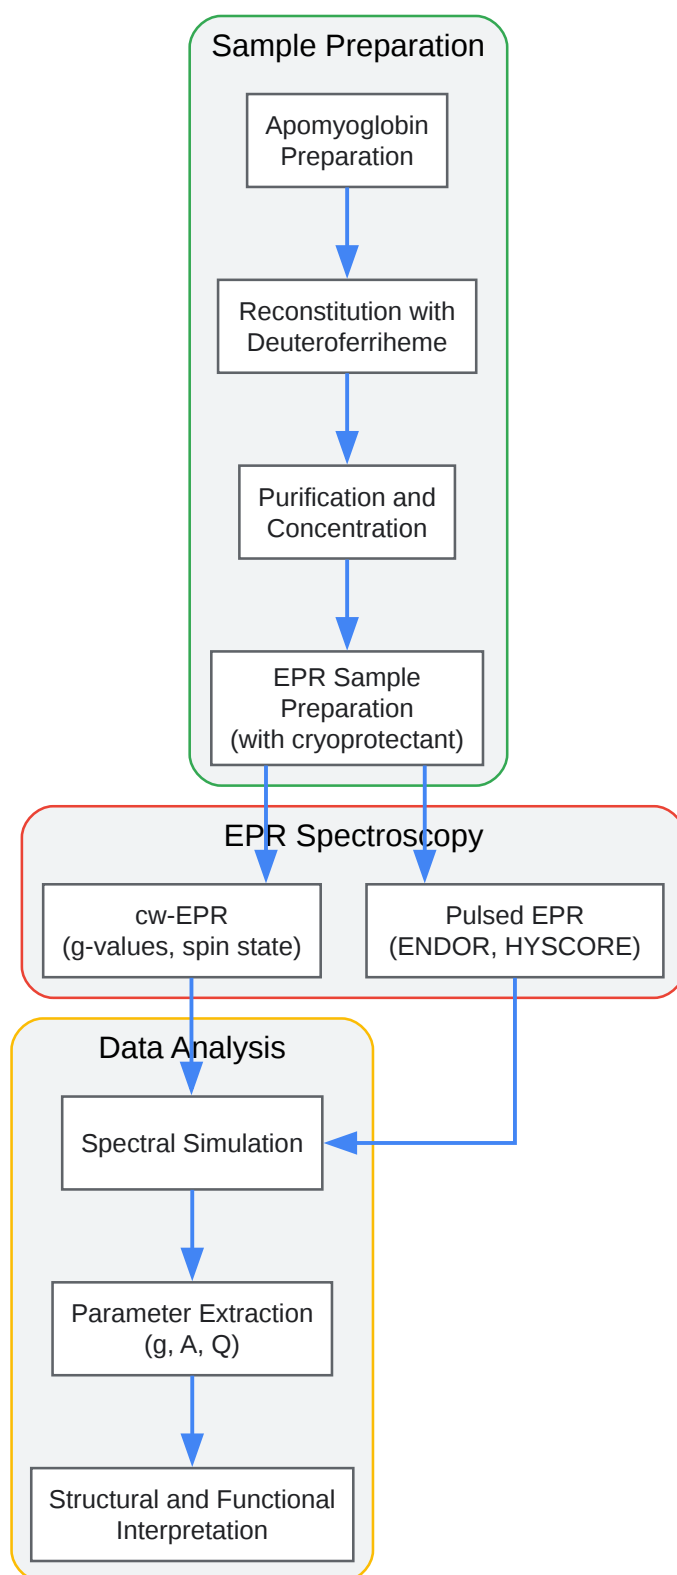 Sample Preparation
Apomyoglobin
Preparation
Reconstitution with
Deuteroferriheme
Purification and
Concentration
EPR Sample
Preparation
(with cryoprotectant)
EPR Spectroscopy
cw-EPR
(g-values, spin state)
Pulsed EPR
(ENDOR, HYSCORE)
Data Analysis
Spectral Simulation
Parameter Extraction
(g, A, Q)
Structural and Functional
Interpretation